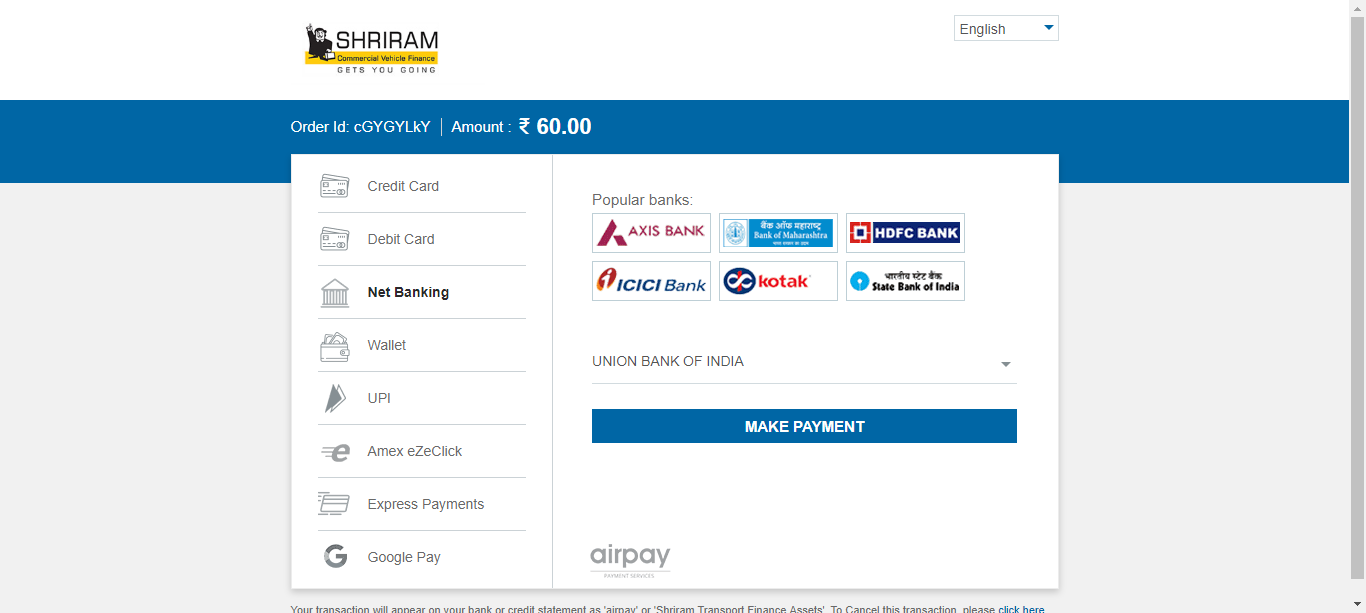 SHRIRAM
Commercial Vehicle Finance
GETS YOU GOING
English
Order Id: cGYGYLkY
Amount : ₹ 60.00
Credit Card
Debit Card
Net Banking
Wallet
UPI
Amex eZeClick
Express Payments
Google Pay
Popular banks:
AXIS BANK
बैंक ऑफ महाराष्ट्र
Bank of Maharashtra
HDFC BANK
ICICI Bank
kotak
भारतीय स्टेट बैंक
State Bank of India
UNION BANK OF INDIA
MAKE PAYMENT
airpay
PAYMENT SERVICES
Your transaction will appear on your bank or credit statement as 'airpay' or 'Shriram Transport Finance Assets'. To Cancel this transaction, please click here